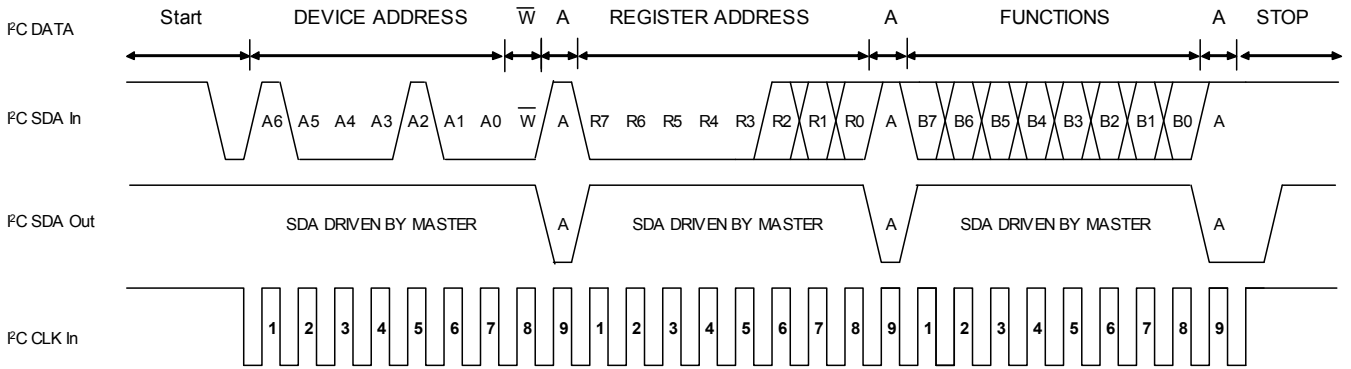 I²C DATA Start DEVICE ADDRESS W̅ A REGISTER ADDRESS A FUNCTIONS A STOP
I²C SDA In A6 A5 A4 A3 A2 A1 A0 W̅ A R7 R6 R5 R4 R3 R2 R1 R0 A B7 B6 B5 B4 B3 B2 B1 B0 A
I²C SDA Out SDA DRIVEN BY MASTER A SDA DRIVEN BY MASTER A SDA DRIVEN BY MASTER A
I²C CLK In 1 2 3 4 5 6 7 8 9 1 2 3 4 5 6 7 8 9 1 2 3 4 5 6 7 8 9